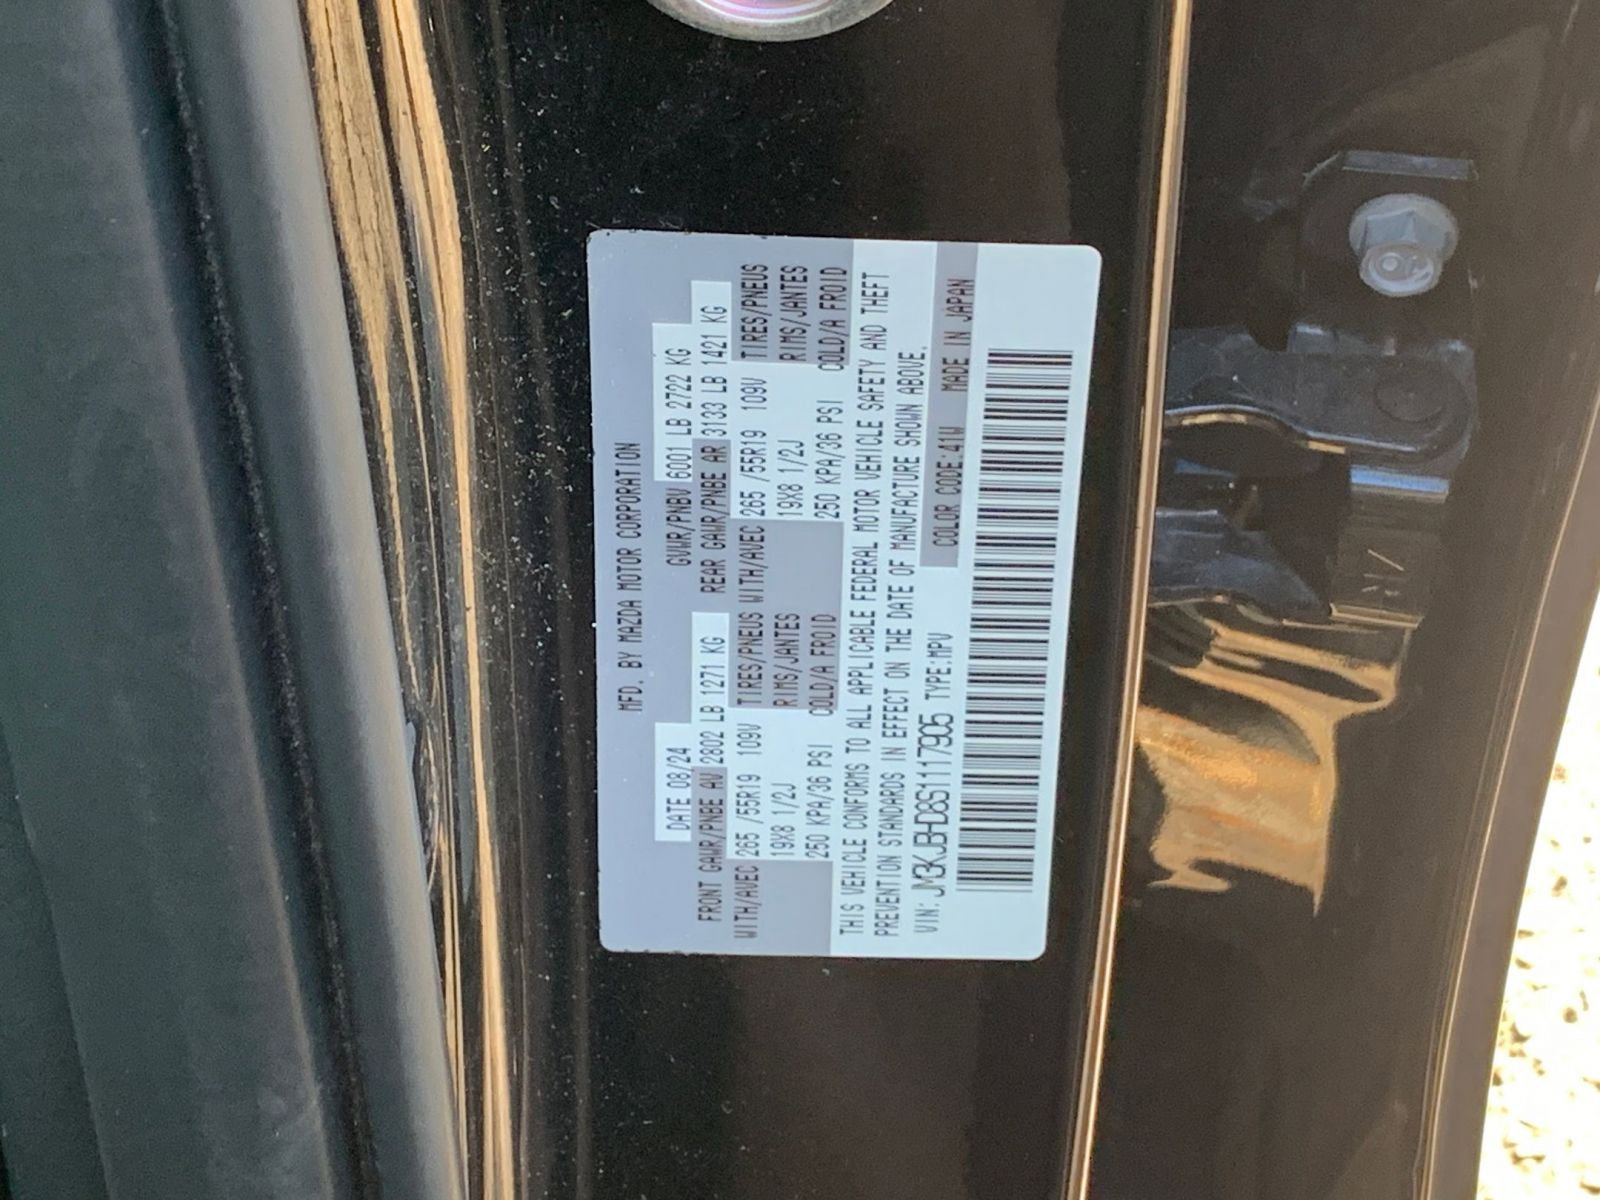 MFD. BY MAZDA MOTOR CORPORATION
DATE 08/24 GVWR/PNBV 6001 LB 2722 KG
FRONT GAWR/PNBE AV 2802 LB 1271 KG REAR GAWR/PNBE AR 3133 LB 1421 KG
WITH/AVEC 265 /55R19 109V TIRES/PNEUS WITH/AVEC 265 /55R19 109V TIRES/PNEUS
19X8 1/2J RIMS/JANTES 19X8 1/2J RIMS/JANTES
250 KPA/36 PSI COLD/A FROID 250 KPA/36 PSI COLD/A FROID
THIS VEHICLE CONFORMS TO ALL APPLICABLE FEDERAL MOTOR VEHICLE SAFETY AND THEFT
PREVENTION STANDARDS IN EFFECT ON THE DATE OF MANUFACTURE SHOWN ABOVE.
VIN: JM3KJBHD8S1117905 TYPE:MPV COLOR CODE:41W MADE IN JAPAN